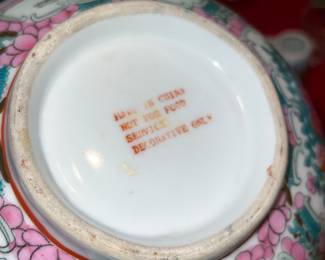 MADE IN CHINA
NOT FOR FOOD
SERVICE
DECORATIVE ONLY